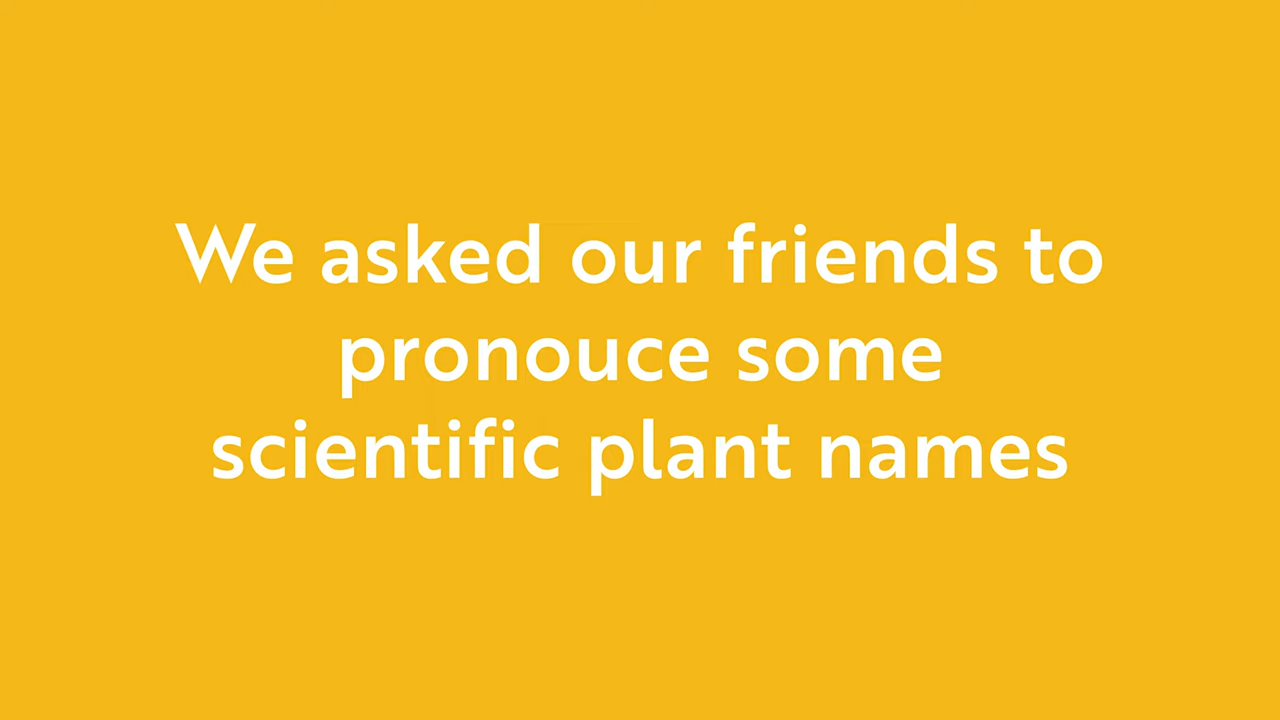 We asked our friends to
pronouce some
scientific plant names